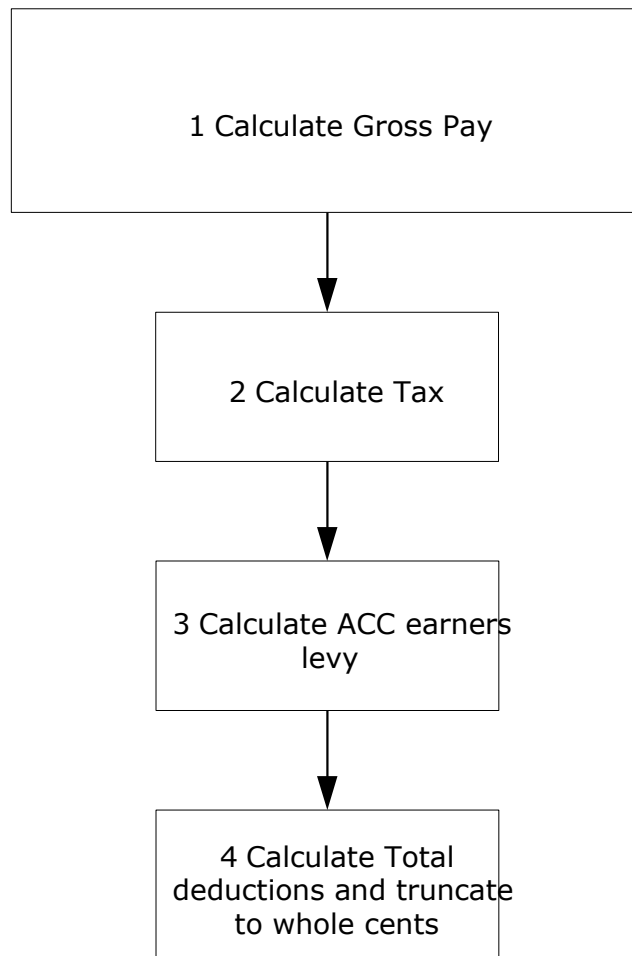 1 Calculate Gross Pay
2 Calculate Tax
3 Calculate ACC earners
levy
4 Calculate Total
deductions and truncate
to whole cents